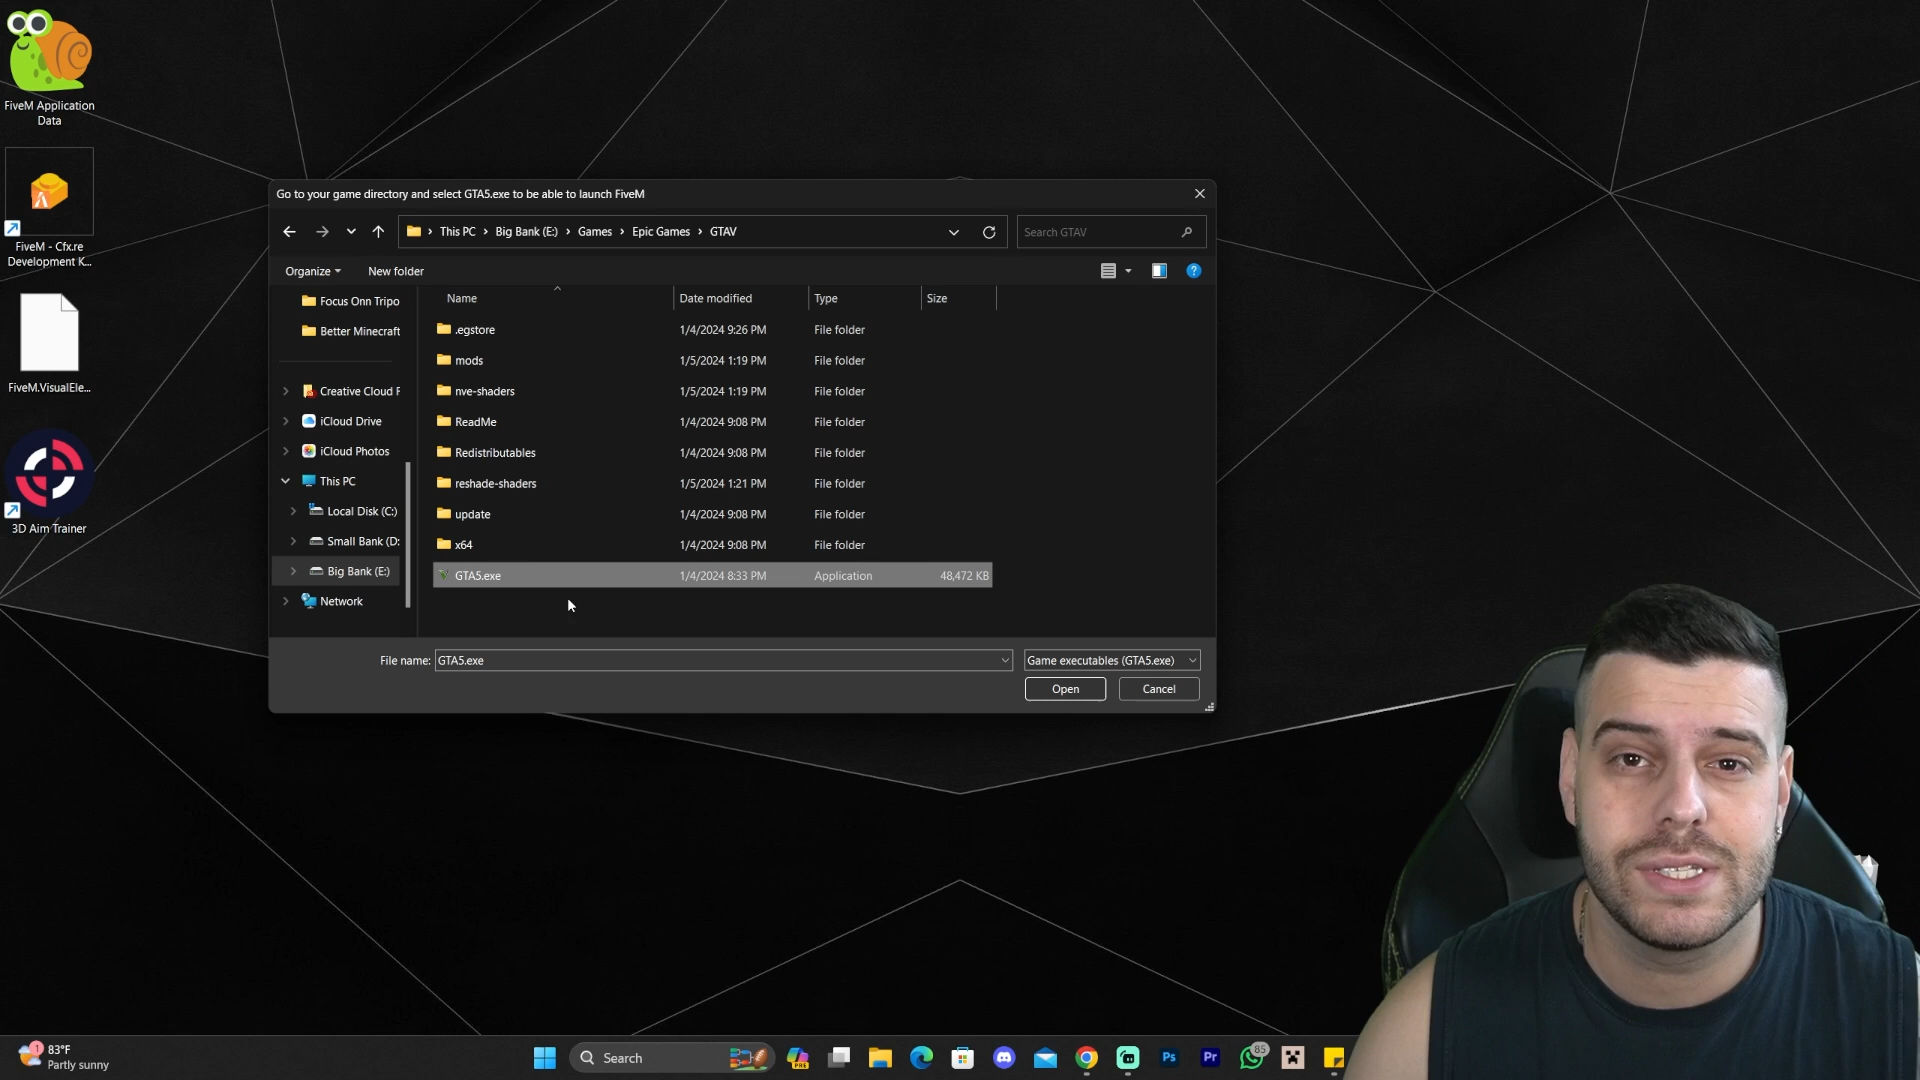 FiveM Application
Data
FiveM - Cfx.re
Development K...
FiveM.VisualEle...
3D Aim Trainer
Go to your game directory and select GTA5.exe to be able to launch FiveM
This PC
Big Bank (E:)
Games
Epic Games
GTAV
Search GTAV
Organize
New folder
Focus Onn Tripo
Better Minecraft
Creative Cloud F
iCloud Drive
iCloud Photos
This PC
Local Disk (C:)
Small Bank (D:
Big Bank (E:)
Network
Name Date modified Type Size
.egstore 1/4/2024 9:26 PM File folder
mods 1/5/2024 1:19 PM File folder
nve-shaders 1/5/2024 1:19 PM File folder
ReadMe 1/4/2024 9:08 PM File folder
Redistributables 1/4/2024 9:08 PM File folder
reshade-shaders 1/5/2024 1:21 PM File folder
update 1/4/2024 9:08 PM File folder
x64 1/4/2024 9:08 PM File folder
GTA5.exe 1/4/2024 8:33 PM Application 48,472 KB
File name: GTA5.exe
Game executables (GTA5.exe)
Open
Cancel
1
83°F
Partly sunny
Search
PRE
Ps
Pr
85